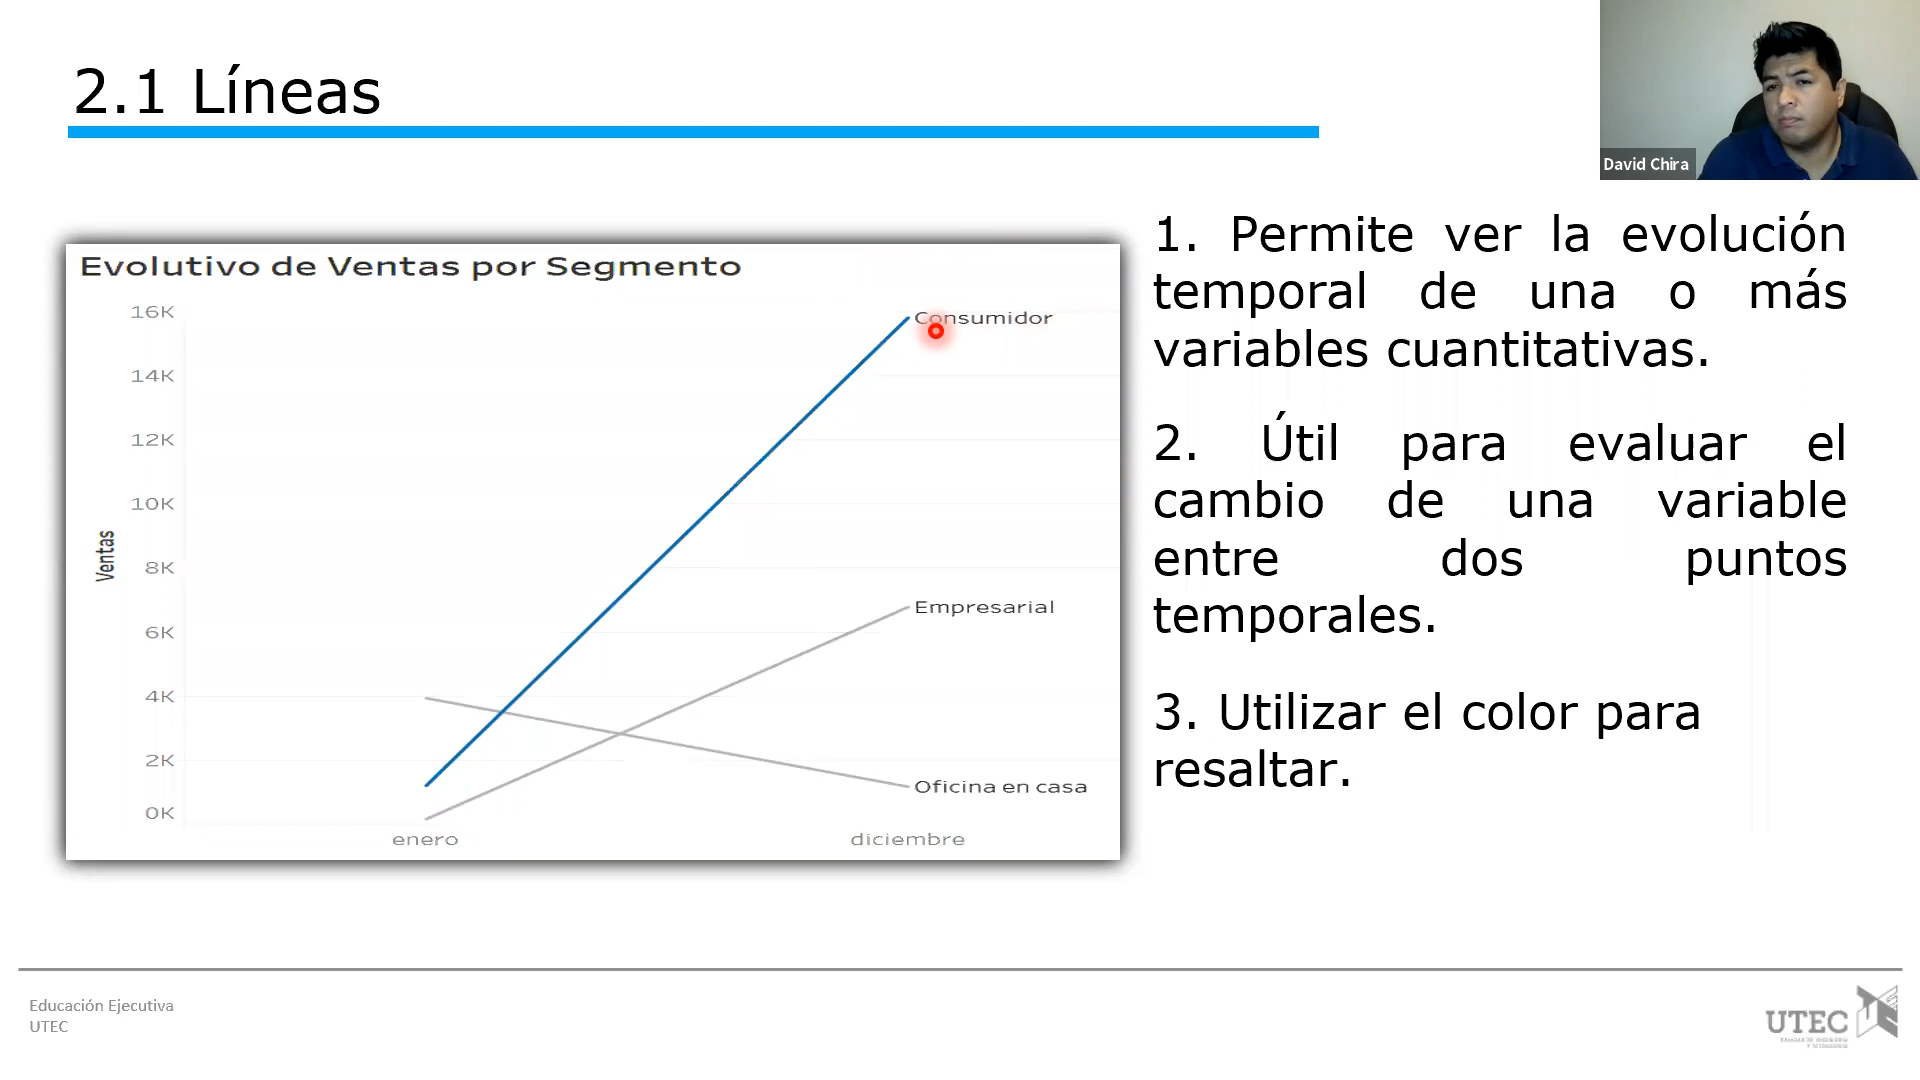 2.1 Líneas
David Chira
Evolutivo de Ventas por Segmento
16K
14K
12K
10K
8K
6K
4K
2K
0K
Ventas
Consumidor
Empresarial
Oficina en casa
enero
diciembre
1. Permite ver la evolución
temporal de una o más
variables cuantitativas.
2. Útil para evaluar el
cambio de una variable
entre dos puntos
temporales.
3. Utilizar el color para
resaltar.
Educación Ejecutiva
UTEC
UTEC